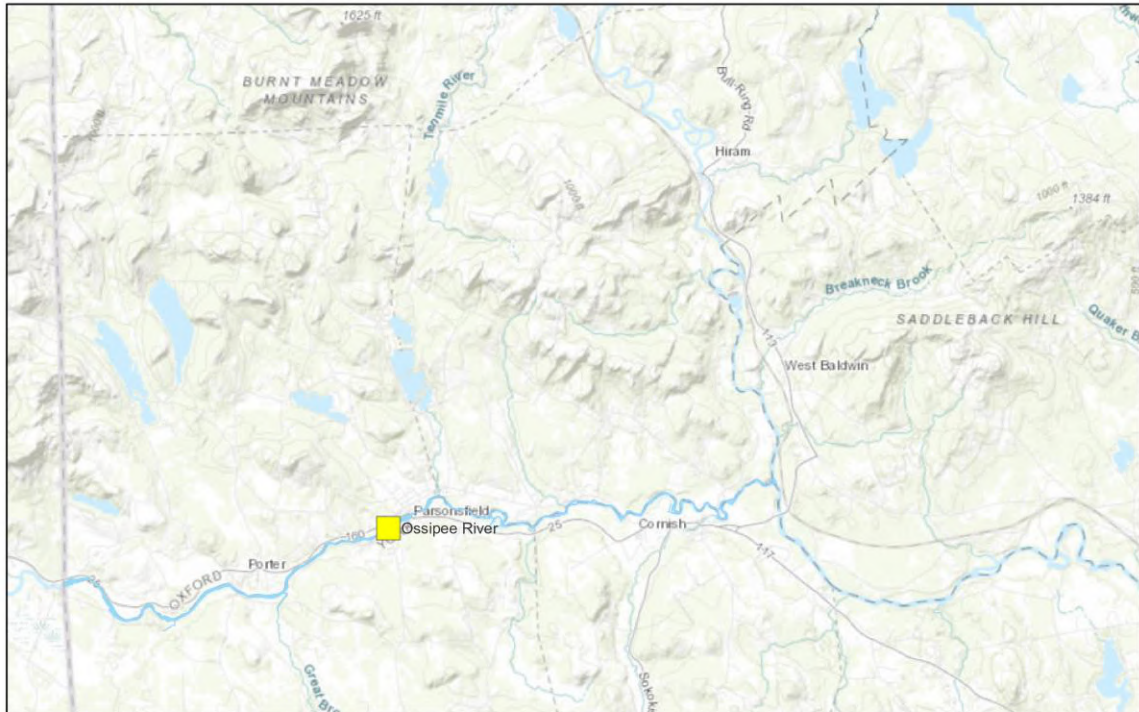 1625 ft
BURNT MEADOW
MOUNTAINS
Tenmile River
Bull Ring Rd
Hiram
1000 ft
1000 ft
1384 ft
Breakneck Brook
SADDLEBACK HILL
Quaker B
113
West Baldwin
Parsonsfield
Ossipee River
25
Cornish
160
Porter
25
OXFORD
117
Great Br
Sokok